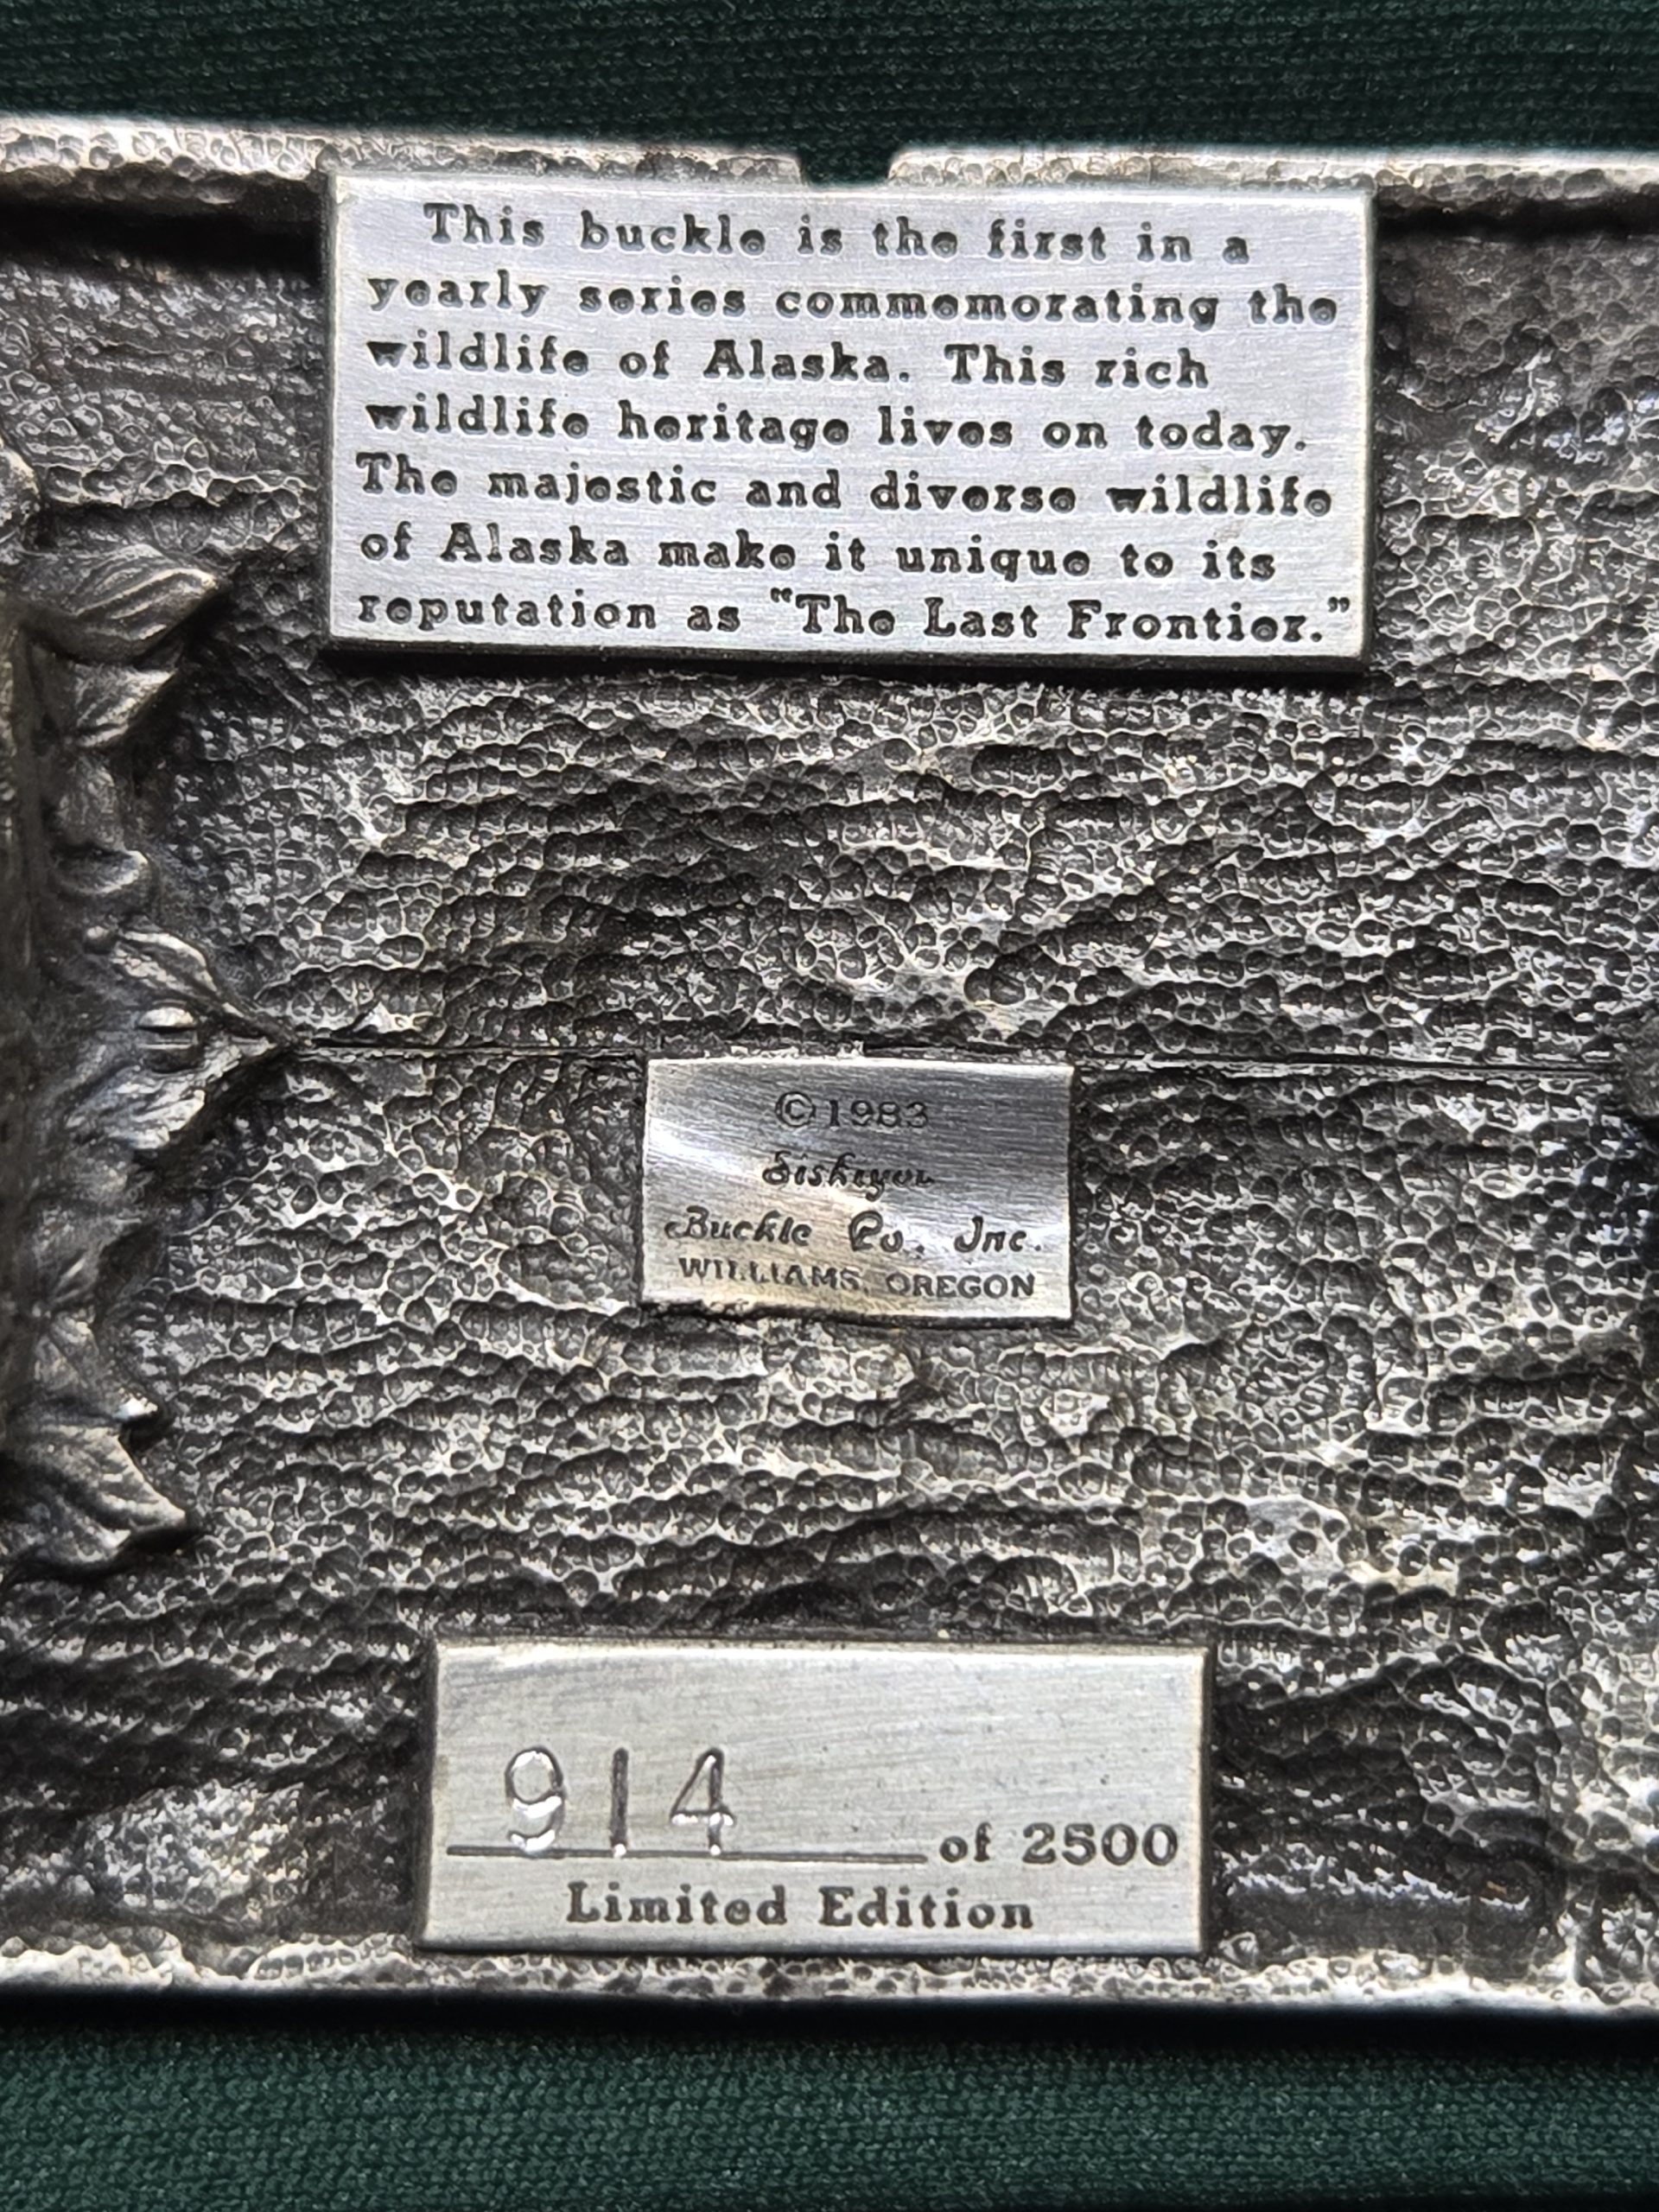 This buckle is the first in a
yearly series commemorating the
wildlife of Alaska. This rich
wildlife heritage lives on today.
The majestic and diverse wildlife
of Alaska make it unique to its
reputation as "The Last Frontier."
©1983
Siskiyou
Buckle Co. Inc.
WILLIAMS, OREGON
914 of 2500
Limited Edition